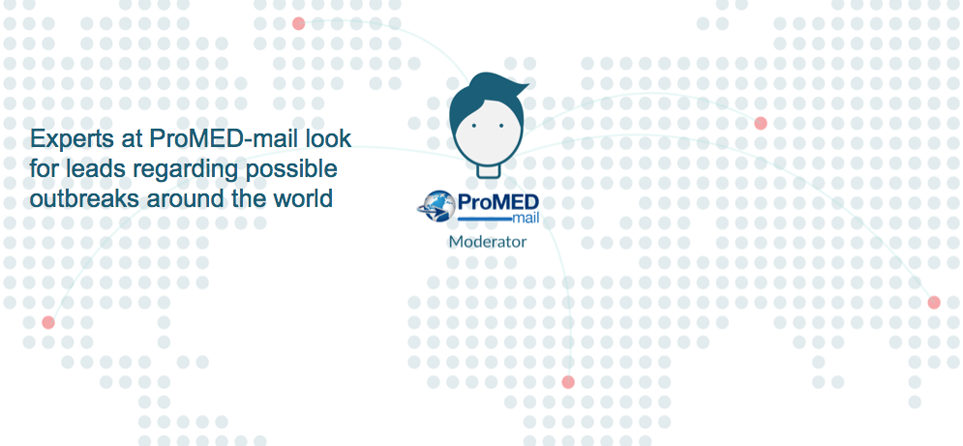 Experts at ProMED-mail look
for leads regarding possible
outbreaks around the world
ProMED
mail
Moderator